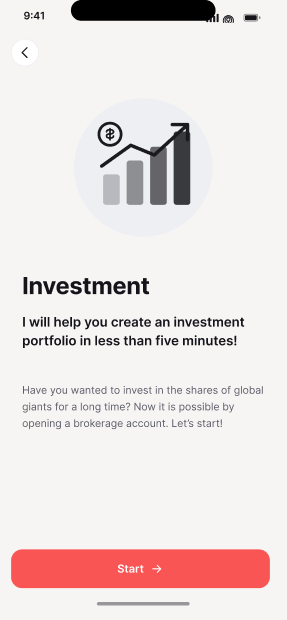 9:41
$
Investment
I will help you create an investment
portfolio in less than five minutes!
Have you wanted to invest in the shares of global
giants for a long time? Now it is possible by
opening a brokerage account. Let's start!
Start →